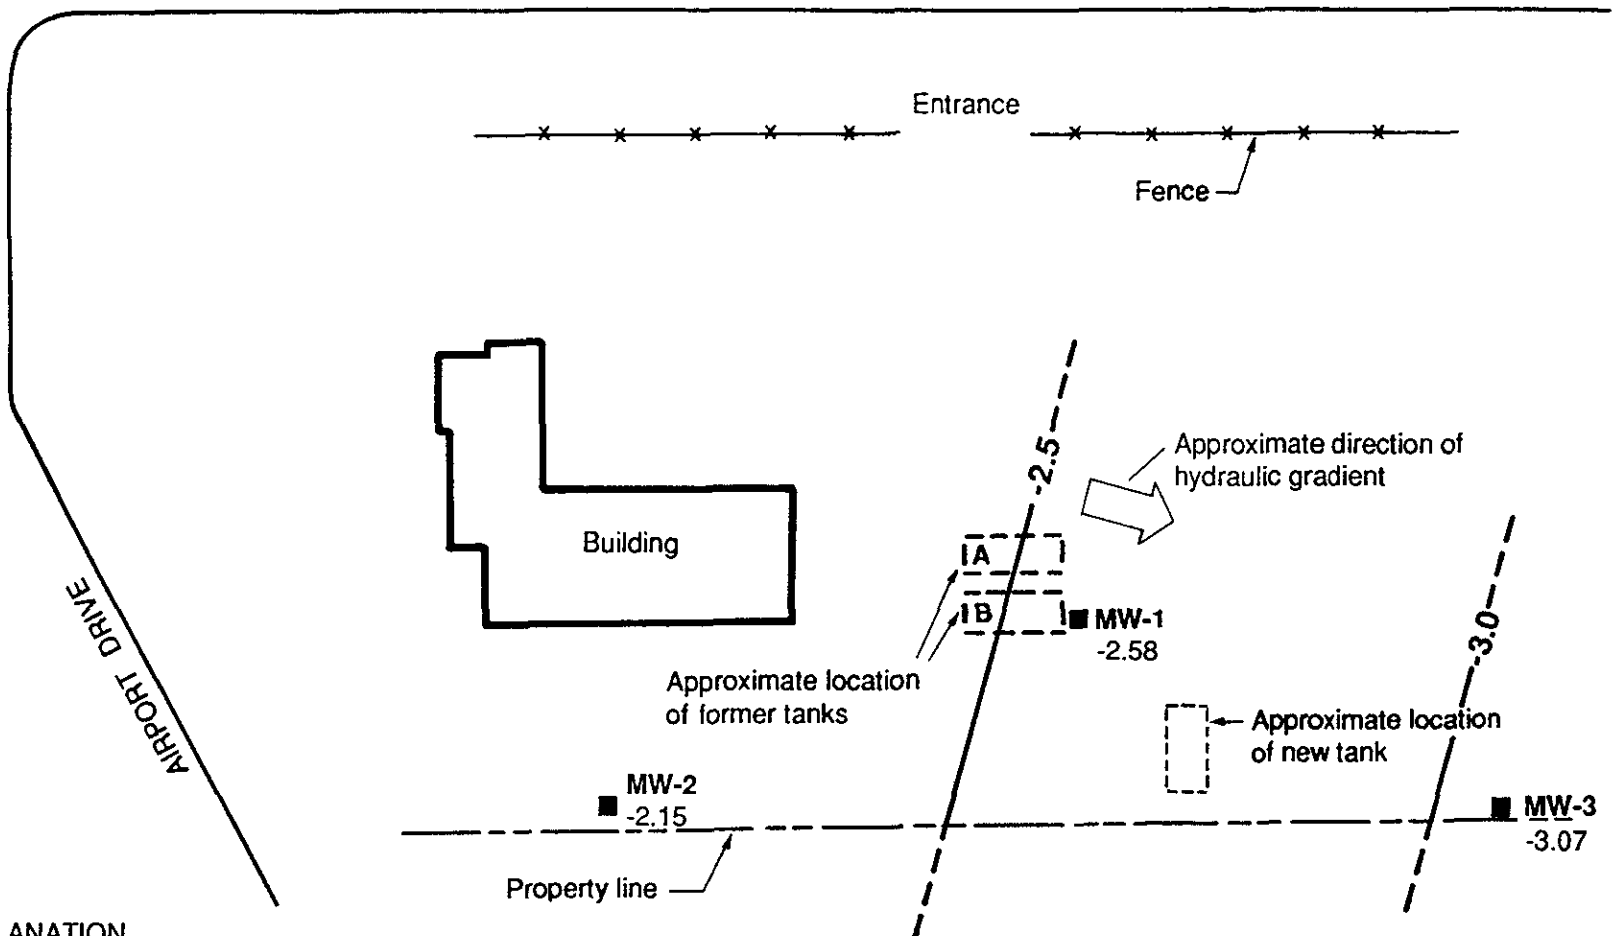 Entrance
Fence
-2.5
Approximate direction of
hydraulic gradient
Building
A
B
MW-1
-2.58
-3.0
AIRPORT DRIVE
Approximate location
of former tanks
Approximate location
of new tank
MW-2
-2.15
MW-3
-3.07
Property line
ANATION